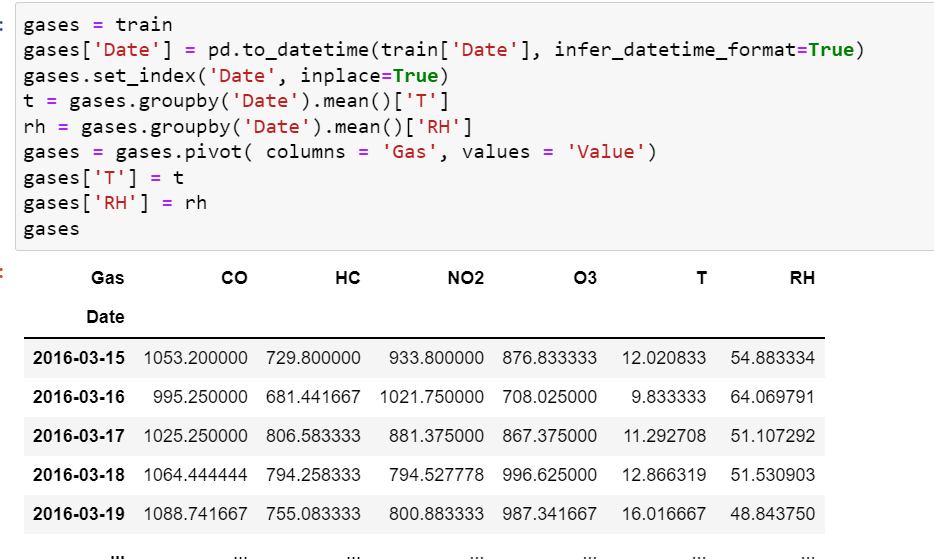 gases = train
gases['Date'] = pd.to_datetime(train['Date'], infer_datetime_format=True)
gases.set_index('Date', inplace=True)
t = gases.groupby('Date').mean()['T']
rh = gases.groupby('Date').mean()['RH']
gases = gases.pivot( columns = 'Gas', values = 'Value')
gases['T'] = t
gases['RH'] = rh
gases
Gas CO HC NO2 O3 T RH
Date
2016-03-15 1053.200000 729.800000 933.800000 876.833333 12.020833 54.883334
2016-03-16 995.250000 681.441667 1021.750000 708.025000 9.833333 64.069791
2016-03-17 1025.250000 806.583333 881.375000 867.375000 11.292708 51.107292
2016-03-18 1064.444444 794.258333 794.527778 996.625000 12.866319 51.530903
2016-03-19 1088.741667 755.083333 800.883333 987.341667 16.016667 48.843750
... ... ... ... ... ... ...